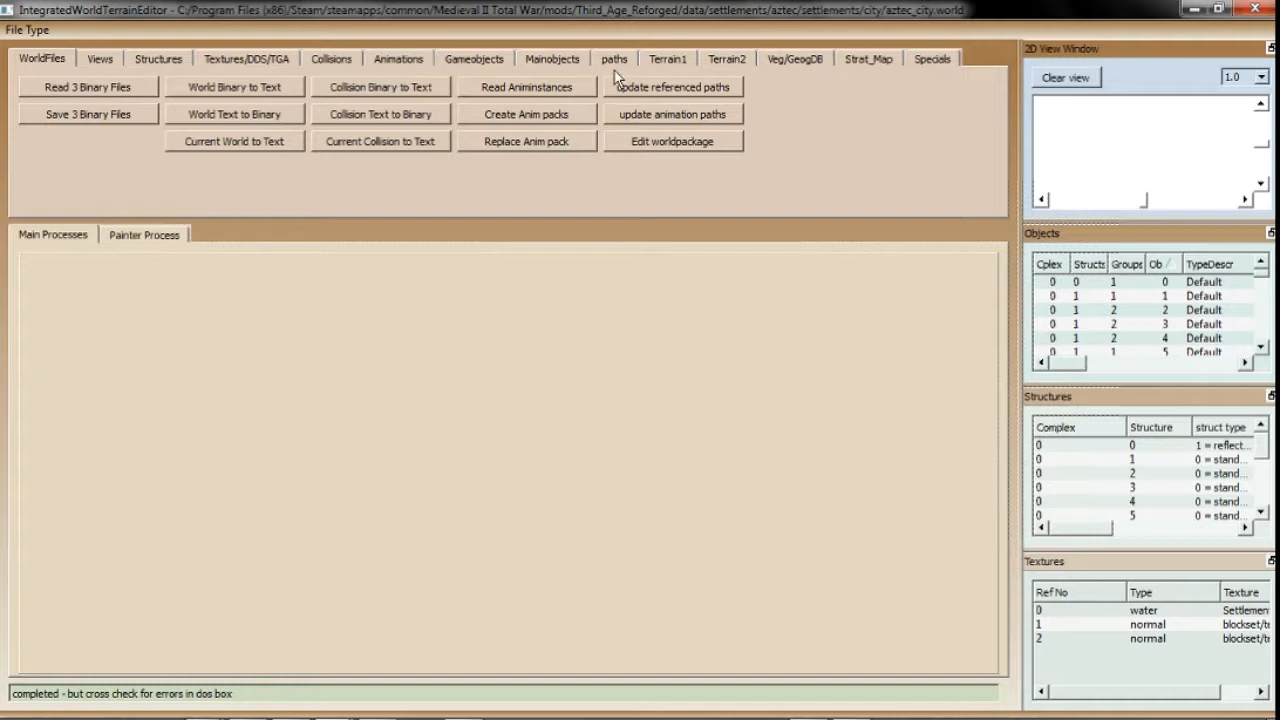 IntegratedWorldTerrainEditor - C:/Program Files (x86)/Steam/steamapps/common/Medieval II Total War/mods/Third_Age_Reforged/data/settlements/aztec/settlements/city/aztec_city.world
File Type
WorldFiles Views Structures Textures/DDS/TGA Collisions Animations Gameobjects Mainobjects paths Terrain1 Terrain2 Veg/GeogDB Strat_Map Specials
Read 3 Binary Files World Binary to Text Collision Binary to Text Read Animinstances update referenced paths
Save 3 Binary Files World Text to Binary Collision Text to Binary Create Anim packs update animation paths
Current World to Text Current Collision to Text Replace Anim pack Edit worldpackage
Main Processes Painter Process
completed - but cross check for errors in dos box
2D View Window
Clear view 1.0
Objects
Cplex Structs Groups Ob TypeDescr
0 0 1 0 Default
0 1 1 1 Default
0 1 2 2 Default
0 1 2 3 Default
0 1 2 4 Default
0 1 1 5 Default
Structures
Complex Structure struct type
0 0 1 = reflect...
0 1 0 = stand...
0 2 0 = stand...
0 3 0 = stand...
0 4 0 = stand...
0 5 0 = stand...
Textures
Ref No Type Texture
0 water Settlemen
1 normal blockset/t
2 normal blockset/t